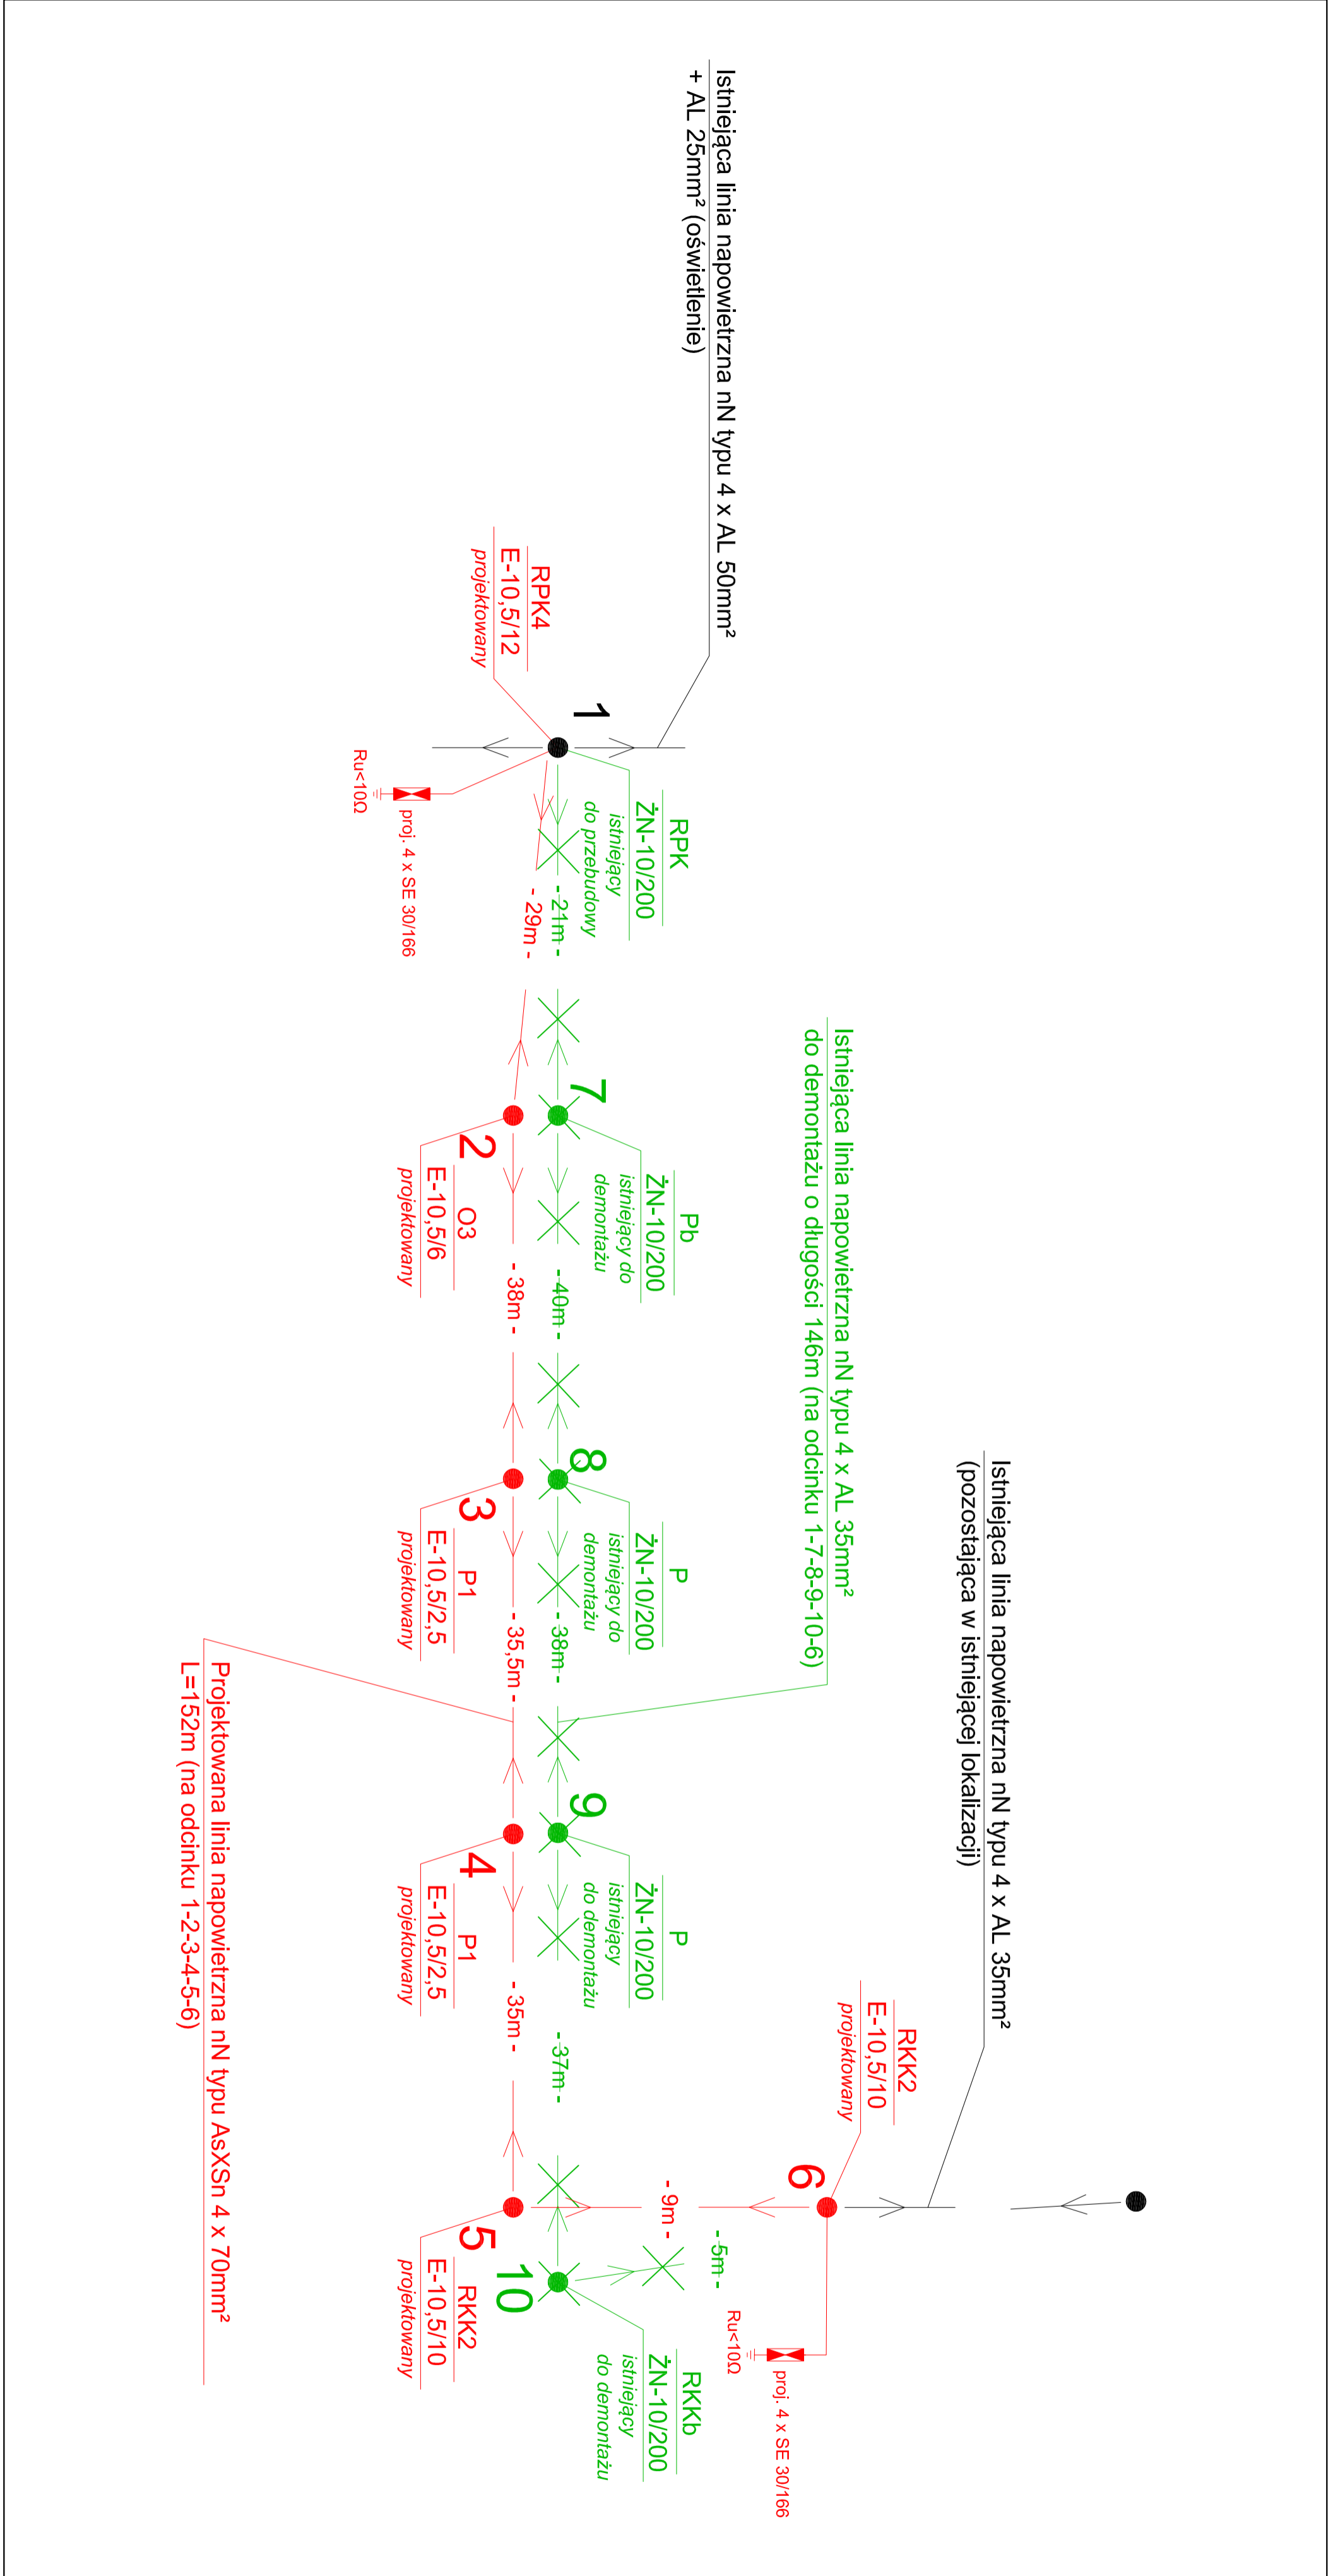 Istniejąca linia napowietrzna nN typu 4 x AL 50mm²
+ AL 25mm² (oświetlenie)
Istniejąca linia napowietrzna nN typu 4 x AL 35mm²
(pozostająca w istniejącej lokalizacji)
Istniejąca linia napowietrzna nN typu 4 x AL 35mm²
do demontażu o długości 146m (na odcinku 1-7-8-9-10-6)
RKK2
E-10,5/10
projektowany
6
- 9m -
- 5m -
proj. 4 x SE 30/166
Ru<10Ω
1
RPK
ŻN-10/200
istniejący
do przebudowy
- 21m -
- 29m -
RPK4
E-10,5/12
projektowany
proj. 4 x SE 30/166
Ru<10Ω
7
Pb
ŻN-10/200
istniejący do
demontażu
- 40m -
8
P
ŻN-10/200
istniejący do
demontażu
- 38m -
9
P
ŻN-10/200
istniejący
do demontażu
- 37m -
10
RKKb
ŻN-10/200
istniejący
do demontażu
2
O3
E-10,5/6
projektowany
- 38m -
3
P1
E-10,5/2,5
projektowany
- 35,5m -
4
P1
E-10,5/2,5
projektowany
- 35m -
5
RKK2
E-10,5/10
projektowany
Projektowana linia napowietrzna nN typu AsXSn 4 x 70mm²
L=152m (na odcinku 1-2-3-4-5-6)